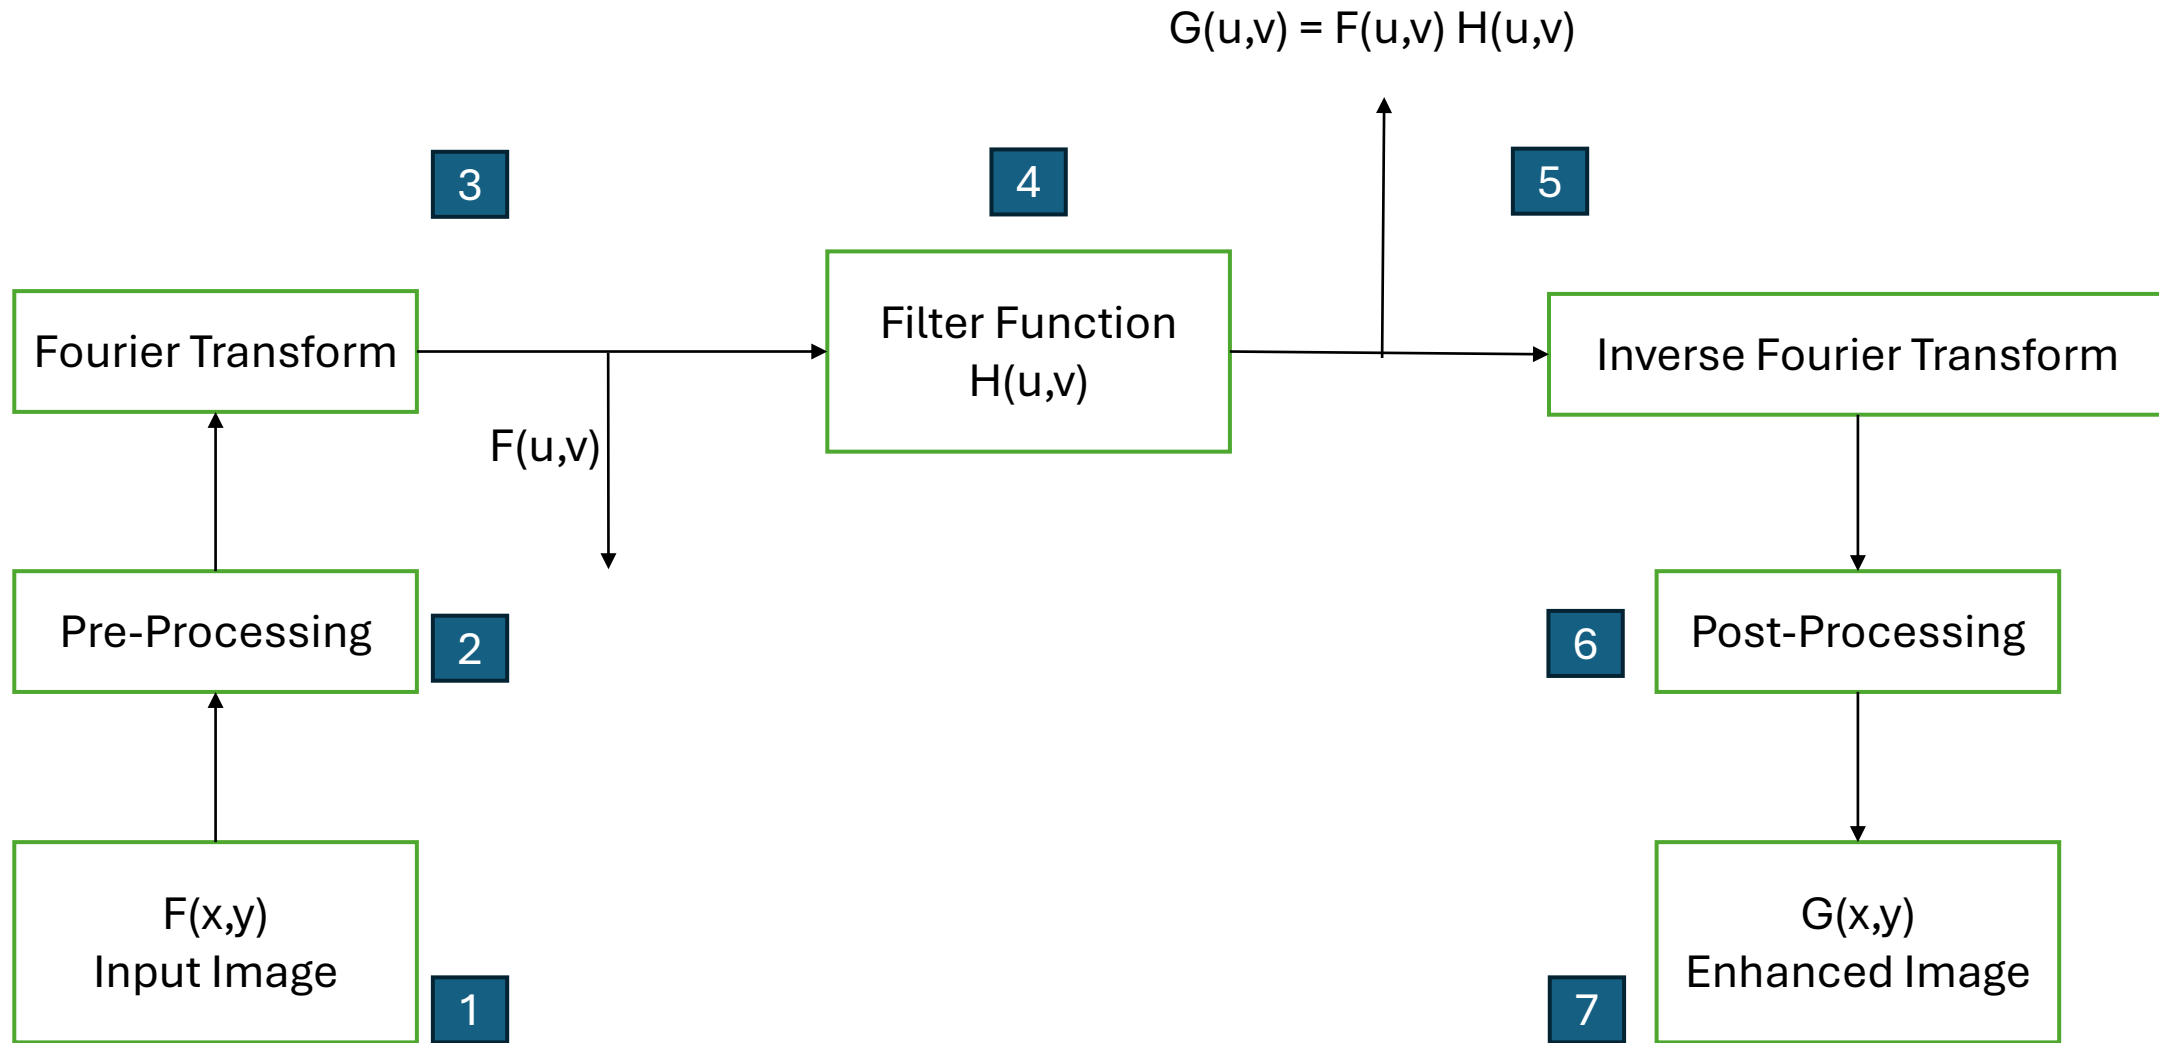 G(u,v) = F(u,v) H(u,v)
3
4
5
Fourier Transform
Filter Function
H(u,v)
Inverse Fourier Transform
F(u,v)
Pre-Processing
2
6
Post-Processing
F(x,y)
Input Image
1
7
G(x,y)
Enhanced Image